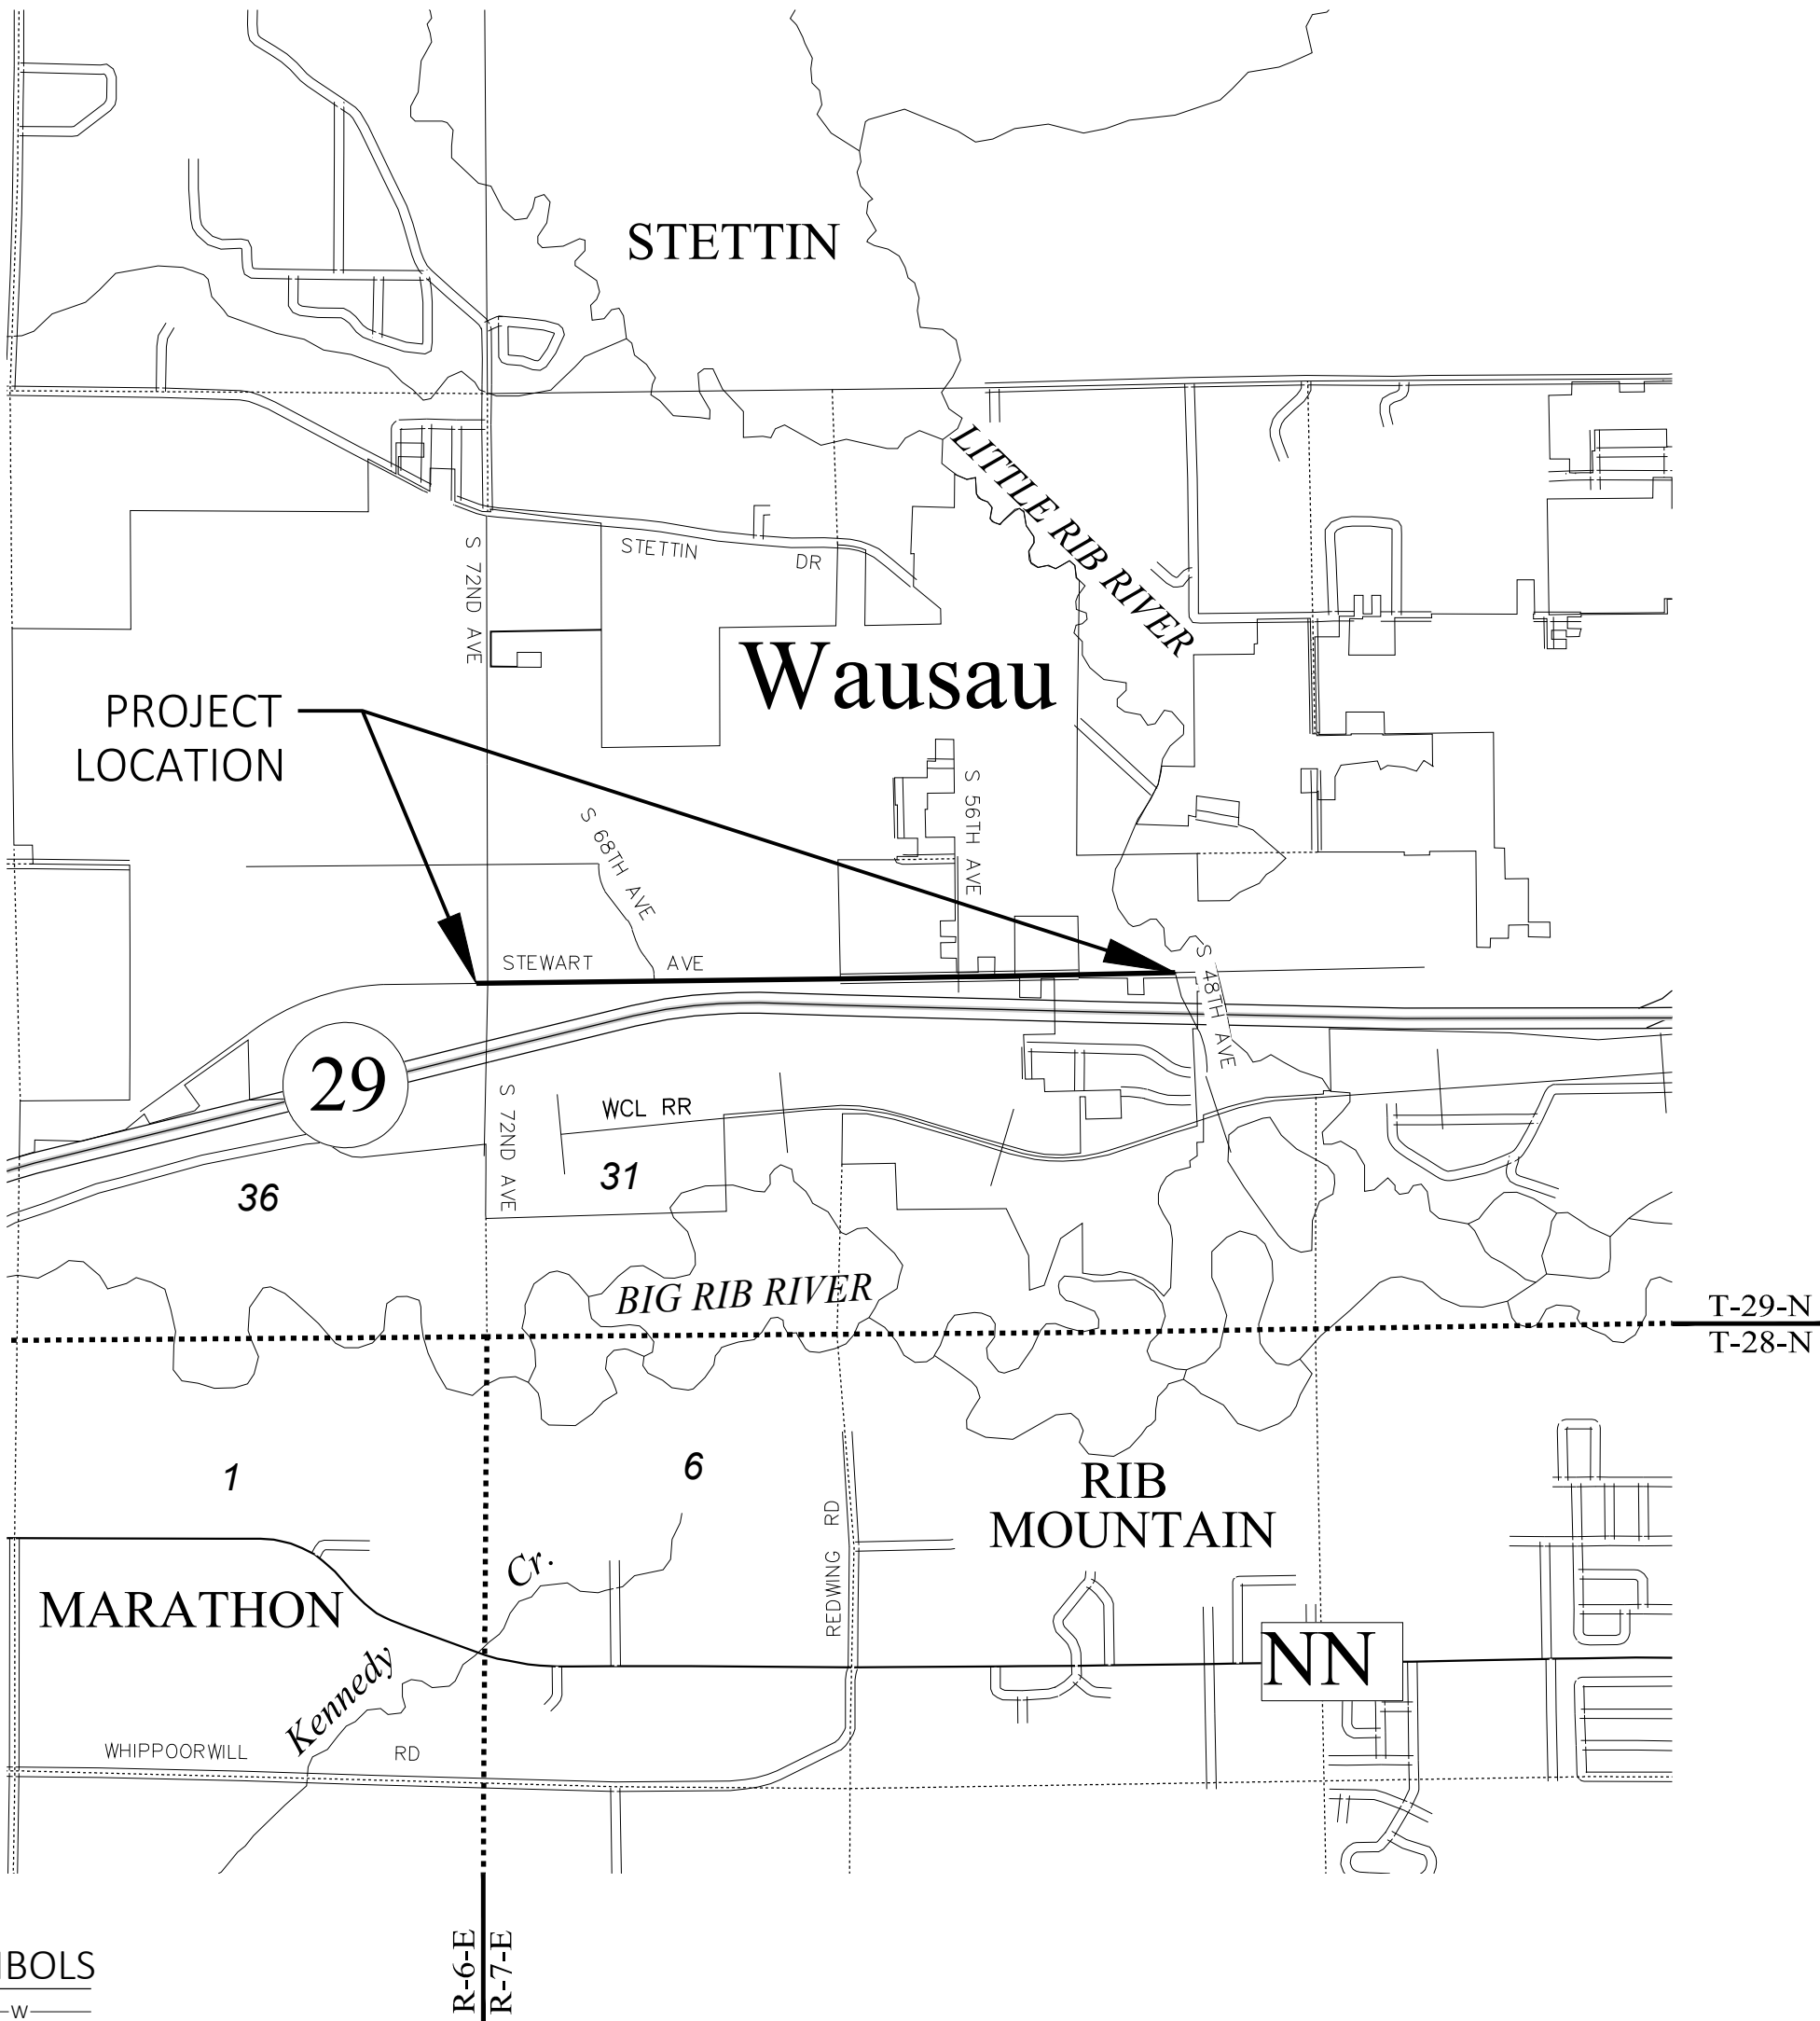 STETTIN
LITTLE RIB RIVER
S 72ND AVE
STETTIN DR
Wausau
PROJECT
LOCATION
S 68TH AVE
S 56TH AVE
STEWART AVE
S 48TH AVE
29
S 72ND AVE
WCL RR
31
36
BIG RIB RIVER
T-29-N
T-28-N
1
6
RIB
MOUNTAIN
REDWING RD
MARATHON
Kennedy Cr.
NN
WHIPPOORWILL RD
R-6-E
R-7-E
BOLS
W